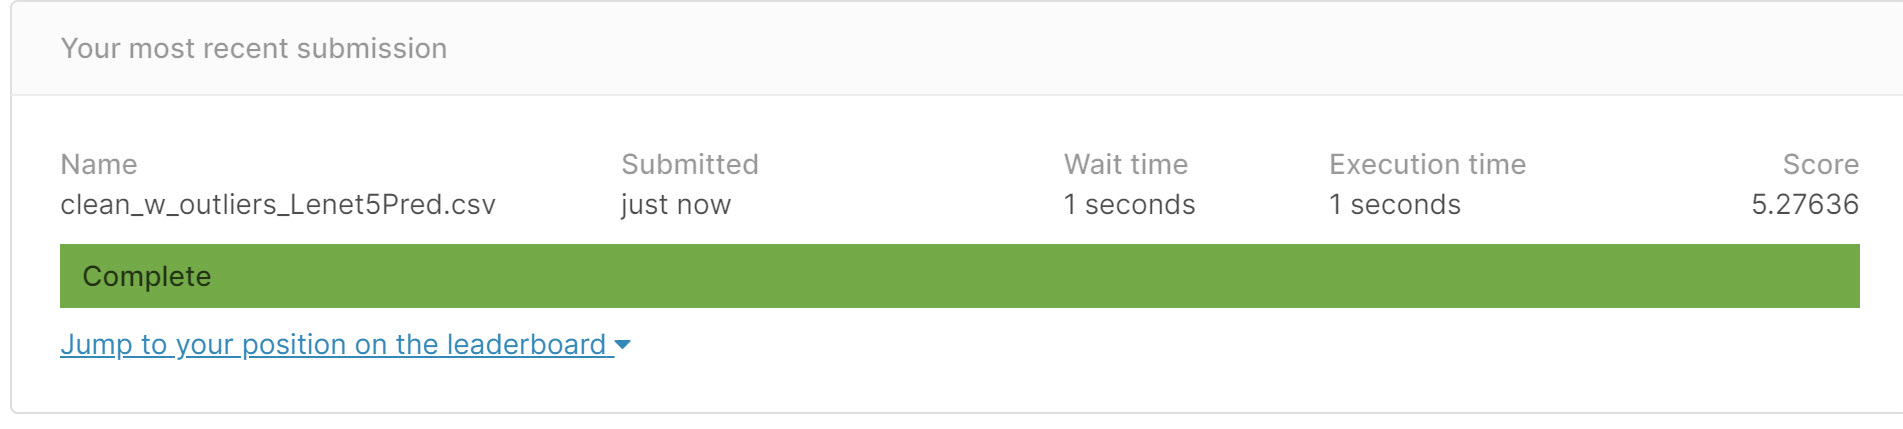 Your most recent submission
Name Submitted Wait time Execution time Score
clean_w_outliers_Lenet5Pred.csv just now 1 seconds 1 seconds 5.27636
Complete
Jump to your position on the leaderboard